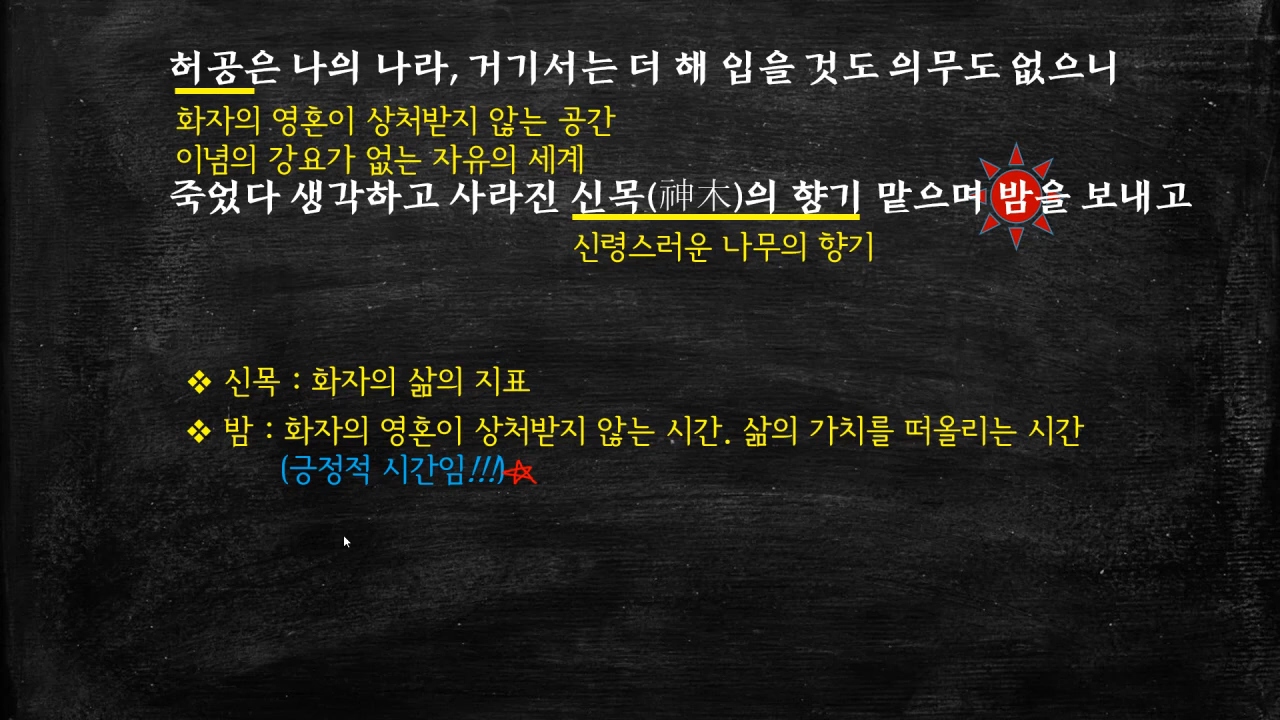 허공은 나의 나라, 거기서는 더 해 입을 것도 의무도 없으니
화자의 영혼이 상처받지 않는 공간
이념의 강요가 없는 자유의 세계
죽었다 생각하고 사라진 신목(神木)의 향기 맡으며 밤을 보내고
신령스러운 나무의 향기
❖ 신목 : 화자의 삶의 지표
❖ 밤 : 화자의 영혼이 상처받지 않는 시간. 삶의 가치를 떠올리는 시간
(긍정적 시간임!!!)